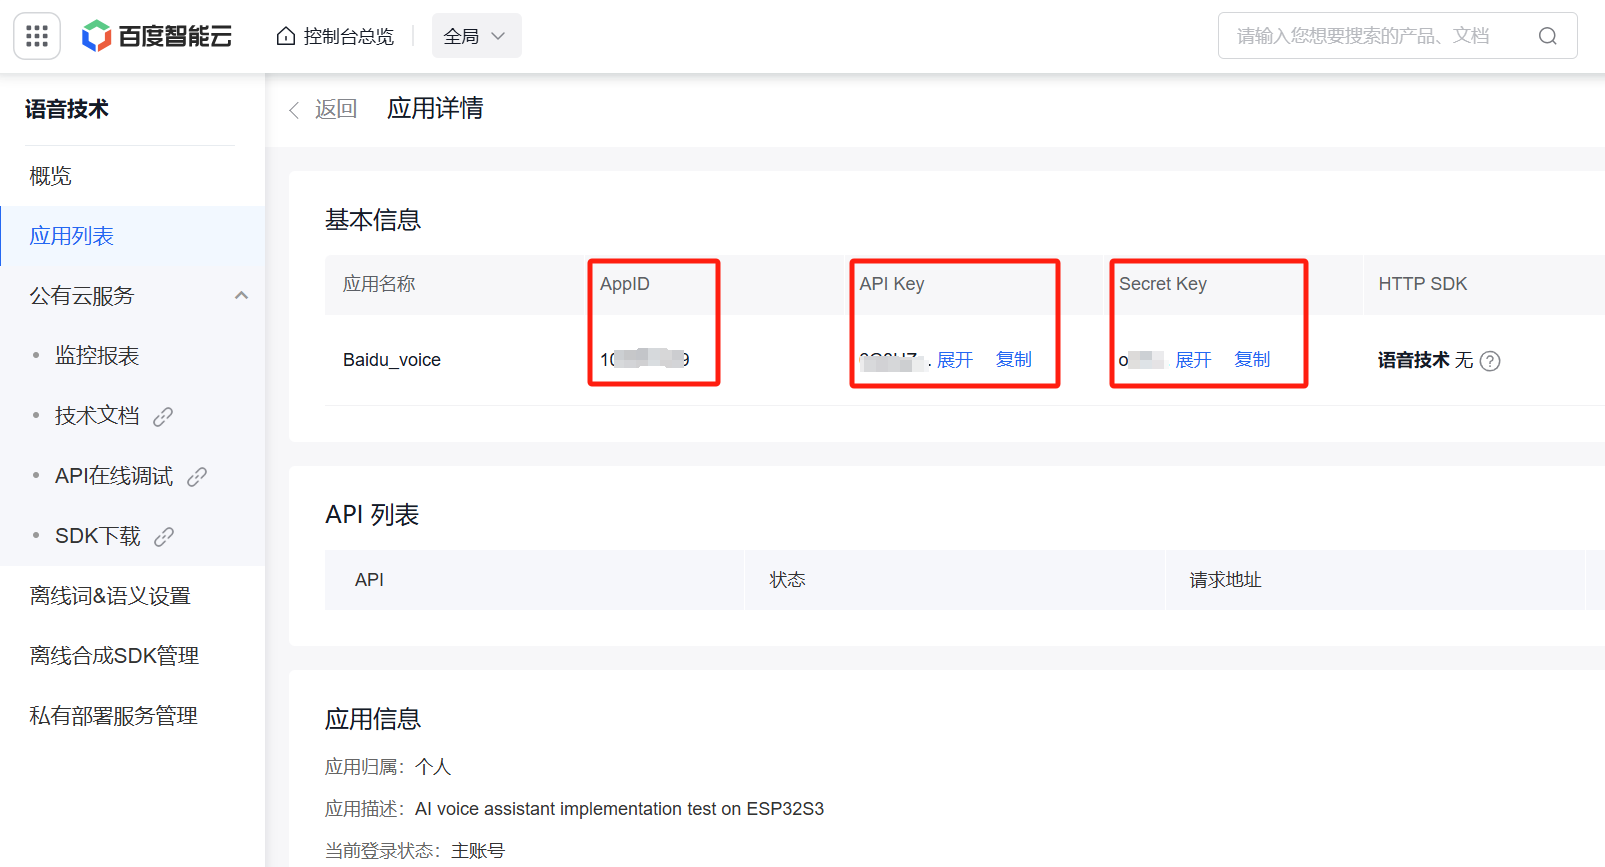 百度智能云
控制台总览
全局
请输入您想要搜索的产品、文档
语音技术
概览
应用列表
公有云服务
监控报表
技术文档
API在线调试
SDK下载
离线词&语义设置
离线合成SDK管理
私有部署服务管理
返回
应用详情
基本信息
应用名称 AppID API Key Secret Key HTTP SDK
Baidu_voice 展开 复制 展开 复制 语音技术 无
API 列表
API 状态 请求地址
应用信息
应用归属：个人
应用描述：AI voice assistant implementation test on ESP32S3
当前登录状态：主账号